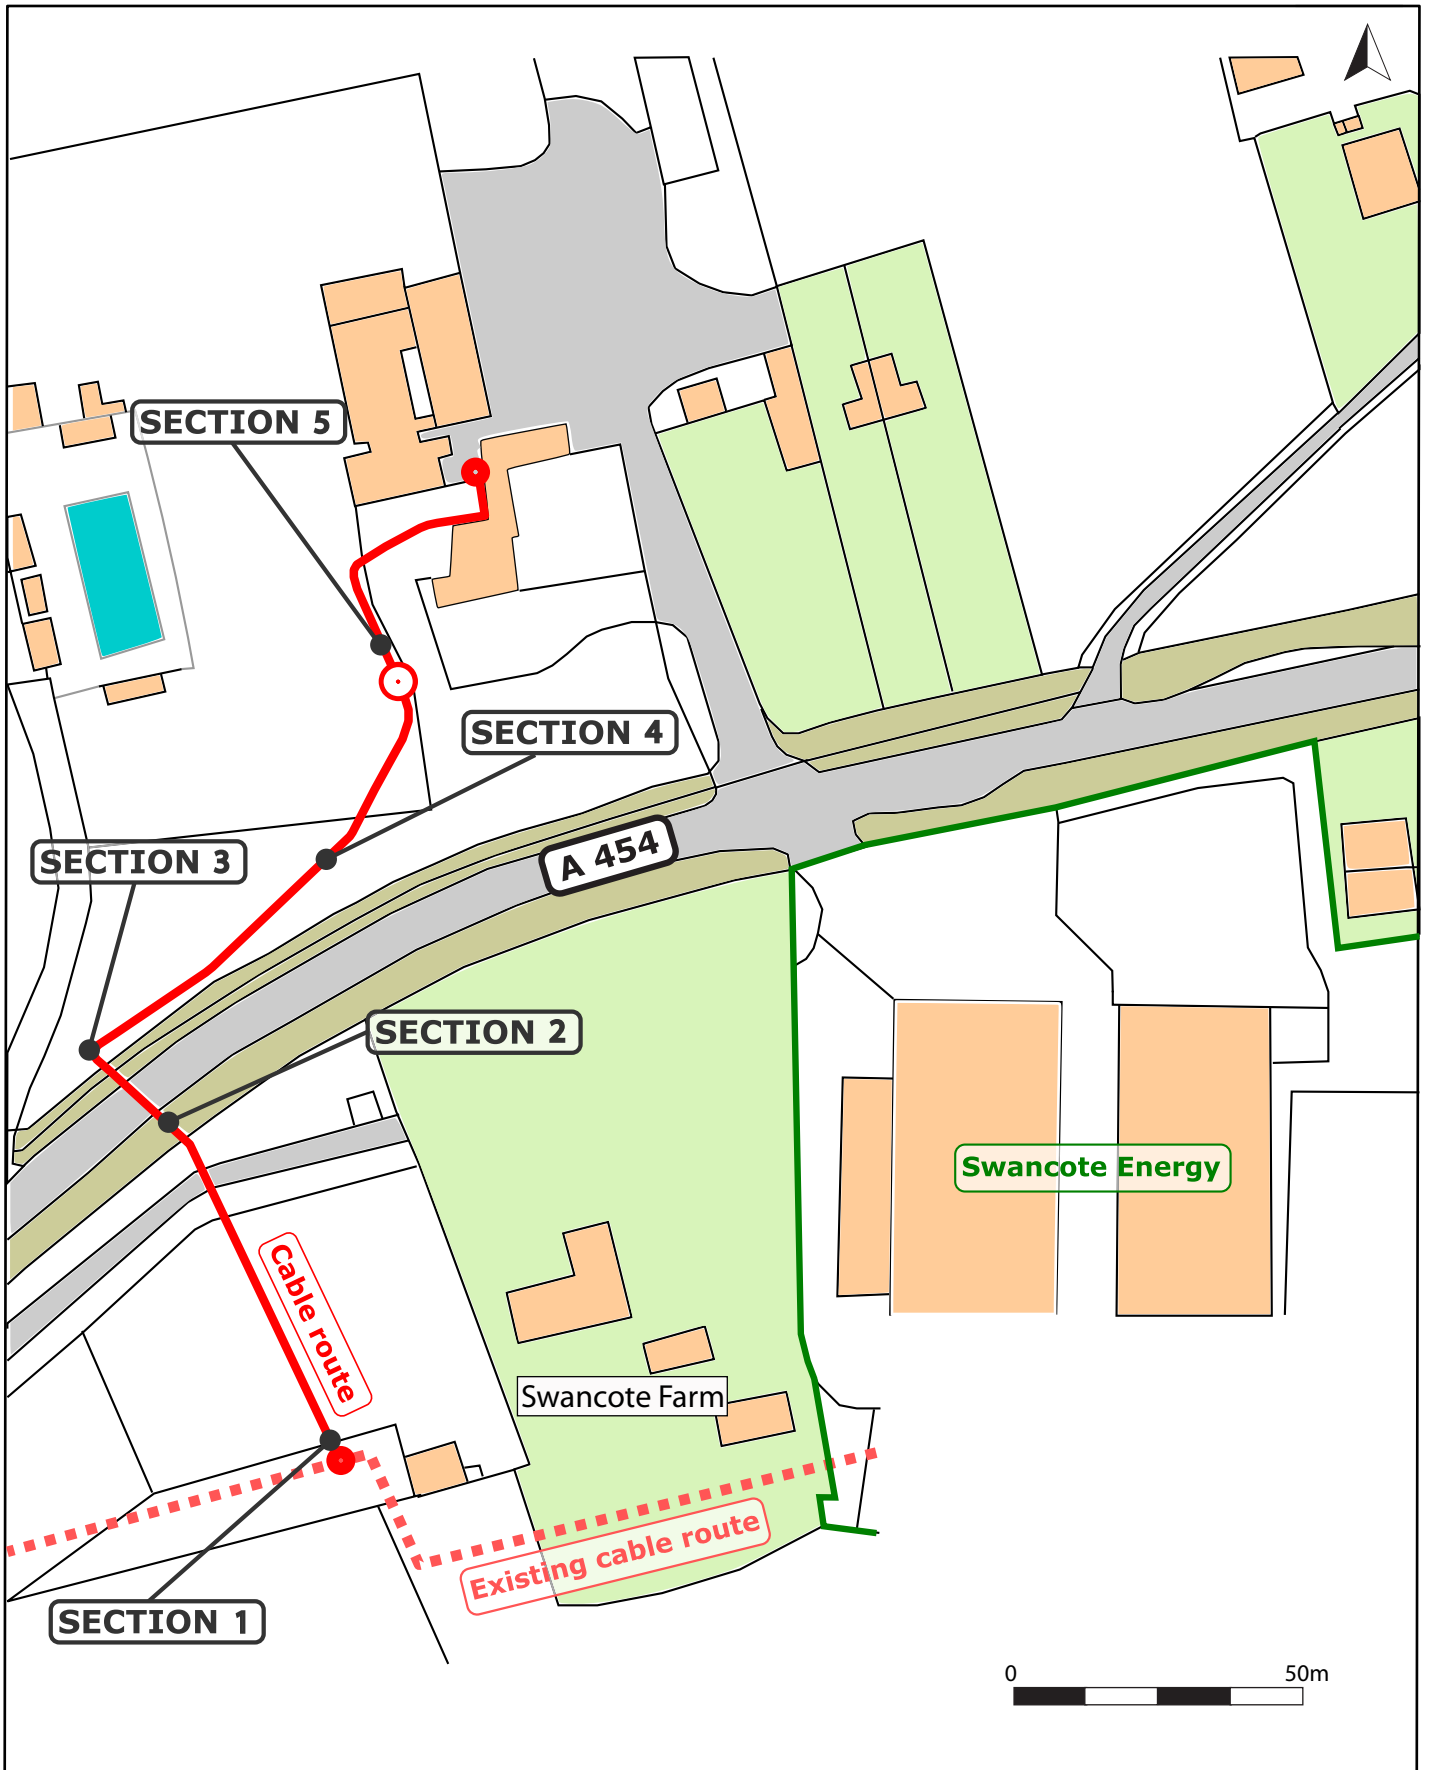 SECTION 5
SECTION 4
SECTION 3
A 454
SECTION 2
Swancote Energy
Cable route
Swancote Farm
Existing cable route
SECTION 1
0 50m